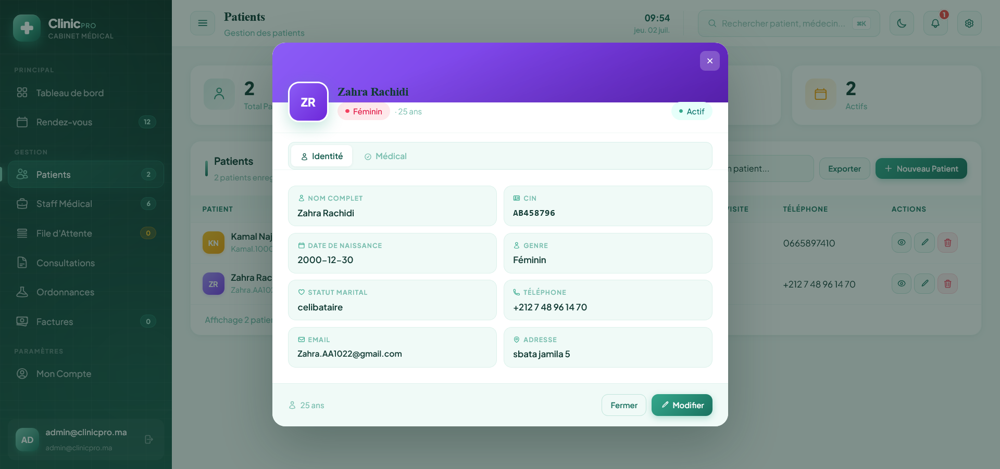 ClinicPRO
CABINET MÉDICAL
PRINCIPAL
Tableau de bord
Rendez-vous 12
GESTION
Patients 2
Staff Médical 6
File d'Attente 0
Consultations
Ordonnances
Factures 0
PARAMÈTRES
Mon Compte
AD
admin@clinicpro.ma
admin@clinicpro.ma
Patients
Gestion des patients
09:54
jeu. 02 juil.
Rechercher patient, médecin... ⌘K
1
2
Total Pa
2
Actifs
Patients
2 patients enreg
n patient...
Exporter
+ Nouveau Patient
PATIENT
VISITE
TÉLÉPHONE
ACTIONS
KN
Kamal Naj
Kamal.1000
0665897410
ZR
Zahra Rac
Zahra.AA102
+212 7 48 96 14 70
Affichage 2 patien
ZR
Zahra Rachidi
Féminin · 25 ans
Actif
Identité
Médical
NOM COMPLET
Zahra Rachidi
CIN
AB458796
DATE DE NAISSANCE
2000-12-30
GENRE
Féminin
STATUT MARITAL
celibataire
TÉLÉPHONE
+212 7 48 96 14 70
EMAIL
Zahra.AA1022@gmail.com
ADRESSE
sbata jamila 5
25 ans
Fermer
Modifier